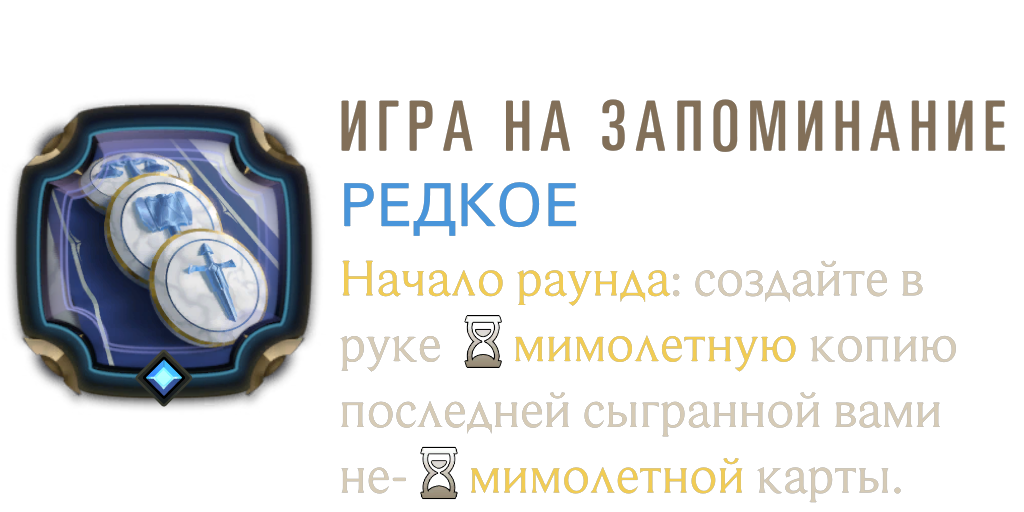 ИГРА НА ЗАПОМИНАНИЕ
РЕДКОЕ
Начало раунда: создайте в
руке мимолетную копию
последней сыгранной вами
не- мимолетной карты.